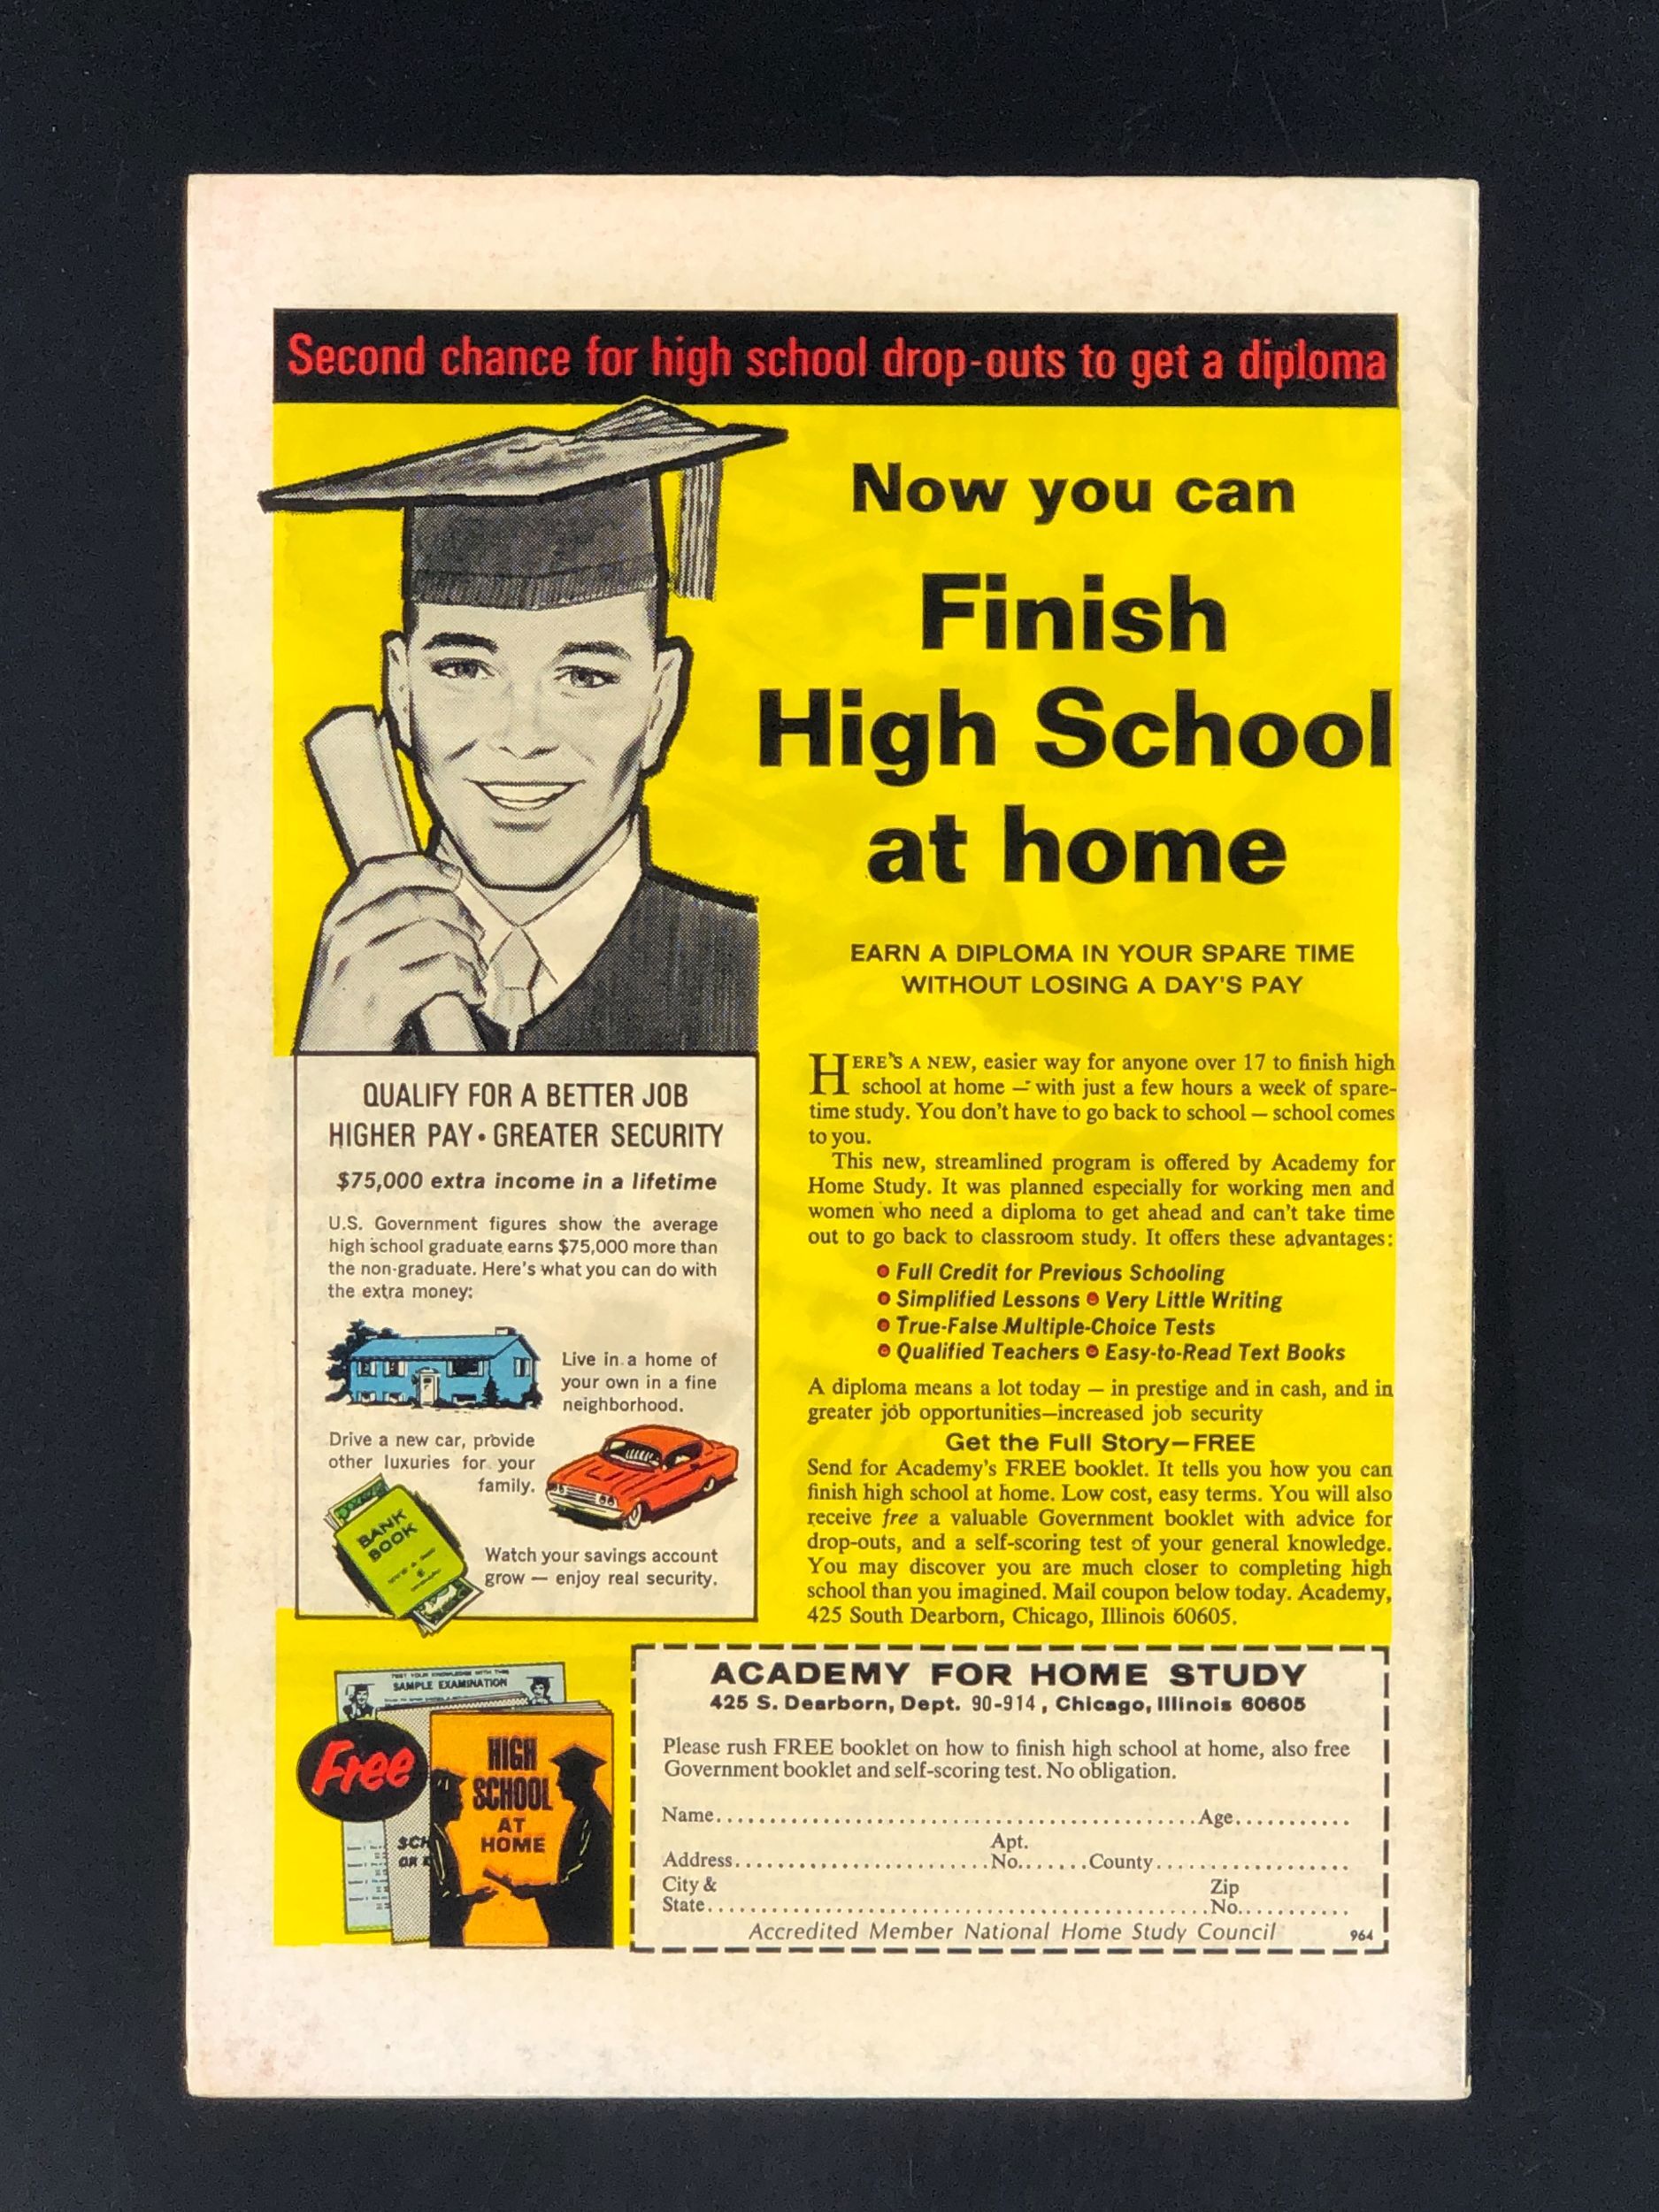 Second chance for high school drop-outs to get a diploma
Now you can
Finish
High School
at home
EARN A DIPLOMA IN YOUR SPARE TIME
WITHOUT LOSING A DAY'S PAY
QUALIFY FOR A BETTER JOB
HIGHER PAY • GREATER SECURITY
$75,000 extra income in a lifetime
U.S. Government figures show the average
high school graduate earns $75,000 more than
the non-graduate. Here's what you can do with
the extra money:
Live in a home of
your own in a fine
neighborhood.
Drive a new car, provide
other luxuries for your
family.
BANK
BOOK
Watch your savings account
grow — enjoy real security.
HERE'S A NEW, easier way for anyone over 17 to finish high
school at home — with just a few hours a week of spare-
time study. You don't have to go back to school — school comes
to you.
This new, streamlined program is offered by Academy for
Home Study. It was planned especially for working men and
women who need a diploma to get ahead and can't take time
out to go back to classroom study. It offers these advantages:
• Full Credit for Previous Schooling
• Simplified Lessons • Very Little Writing
• True-False Multiple-Choice Tests
• Qualified Teachers • Easy-to-Read Text Books
A diploma means a lot today — in prestige and in cash, and in
greater job opportunities—increased job security
Get the Full Story—FREE
Send for Academy's FREE booklet. It tells you how you can
finish high school at home. Low cost, easy terms. You will also
receive free a valuable Government booklet with advice for
drop-outs, and a self-scoring test of your general knowledge.
You may discover you are much closer to completing high
school than you imagined. Mail coupon below today. Academy,
425 South Dearborn, Chicago, Illinois 60605.
TEST YOUR KNOWLEDGE WITH THIS
SAMPLE EXAMINATION
Free
SCH
OR
HIGH
SCHOOL
AT
HOME
ACADEMY FOR HOME STUDY
425 S. Dearborn, Dept. 90-914, Chicago, Illinois 60605
Please rush FREE booklet on how to finish high school at home, also free
Government booklet and self-scoring test. No obligation.
Name.................................................Age............
Apt.
Address..........................No.......County....................
City &
Zip
State..................................................No...........
Accredited Member National Home Study Council 964